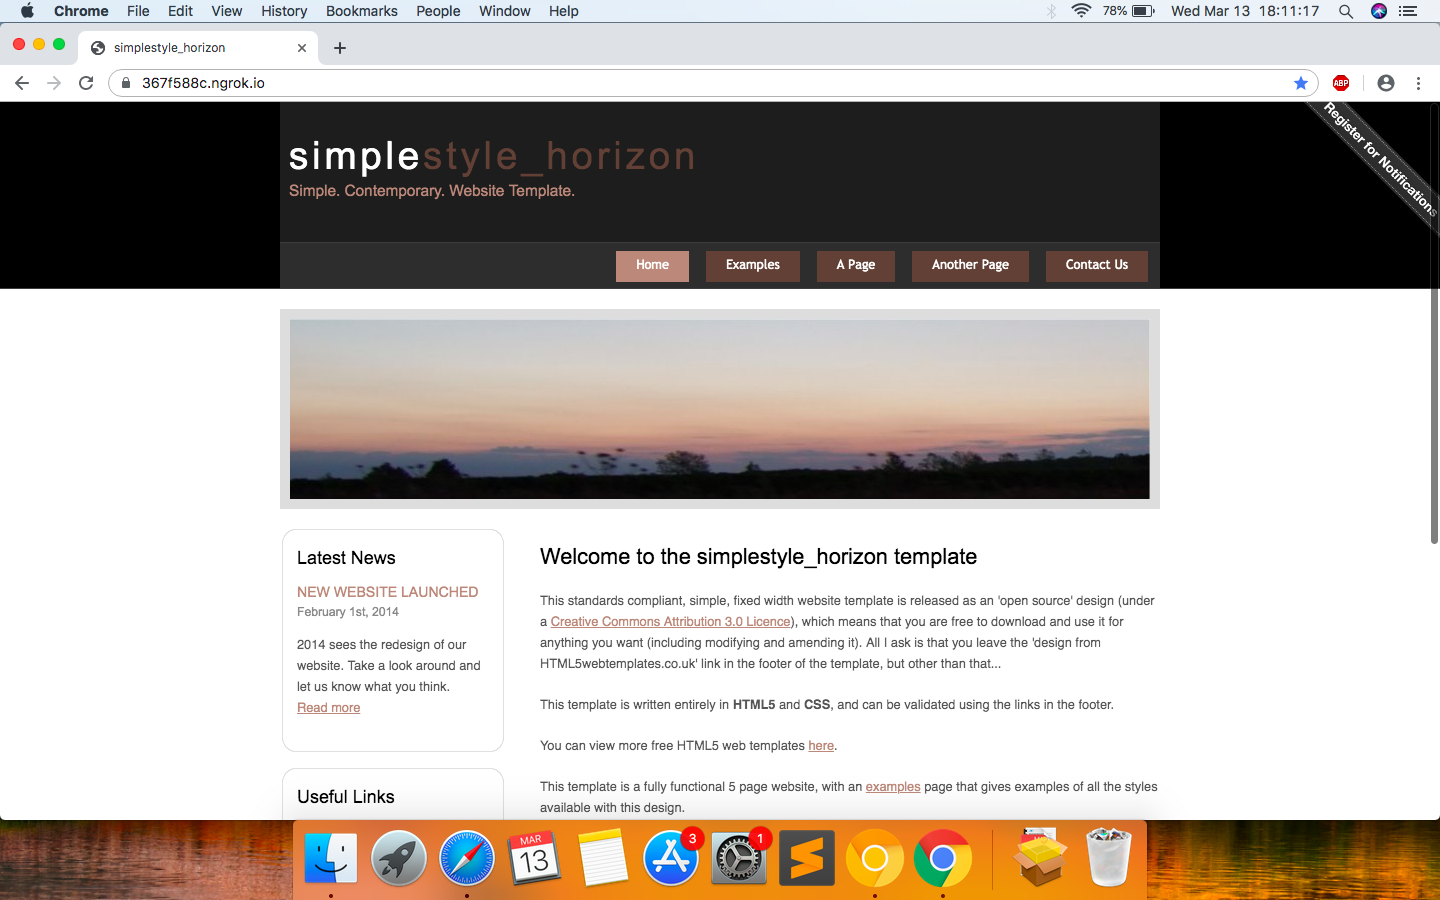 Chrome File Edit View History Bookmarks People Window Help 78% Wed Mar 13 18:11:17
simplestyle_horizon
367f588c.ngrok.io
ABP
Register for Notifications
simplestyle_horizon
Simple. Contemporary. Website Template.
Home Examples A Page Another Page Contact Us
Latest News
NEW WEBSITE LAUNCHED
February 1st, 2014
2014 sees the redesign of our
website. Take a look around and
let us know what you think.
Read more
Useful Links
Welcome to the simplestyle_horizon template
This standards compliant, simple, fixed width website template is released as an 'open source' design (under
a Creative Commons Attribution 3.0 Licence), which means that you are free to download and use it for
anything you want (including modifying and amending it). All I ask is that you leave the 'design from
HTML5webtemplates.co.uk' link in the footer of the template, but other than that...
This template is written entirely in HTML5 and CSS, and can be validated using the links in the footer.
You can view more free HTML5 web templates here.
This template is a fully functional 5 page website, with an examples page that gives examples of all the styles
available with this design.
MAR
13
3
1